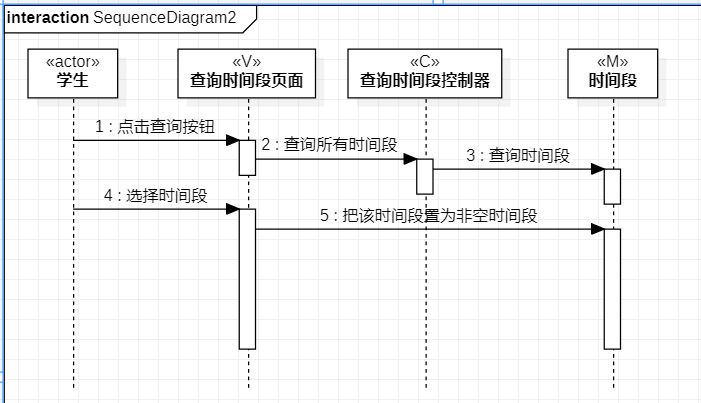 interaction SequenceDiagram2
«actor»
学生
«V»
查询时间段页面
«C»
查询时间段控制器
«M»
时间段
1 : 点击查询按钮
2 : 查询所有时间段
3 : 查询时间段
4 : 选择时间段
5 : 把该时间段置为非空时间段